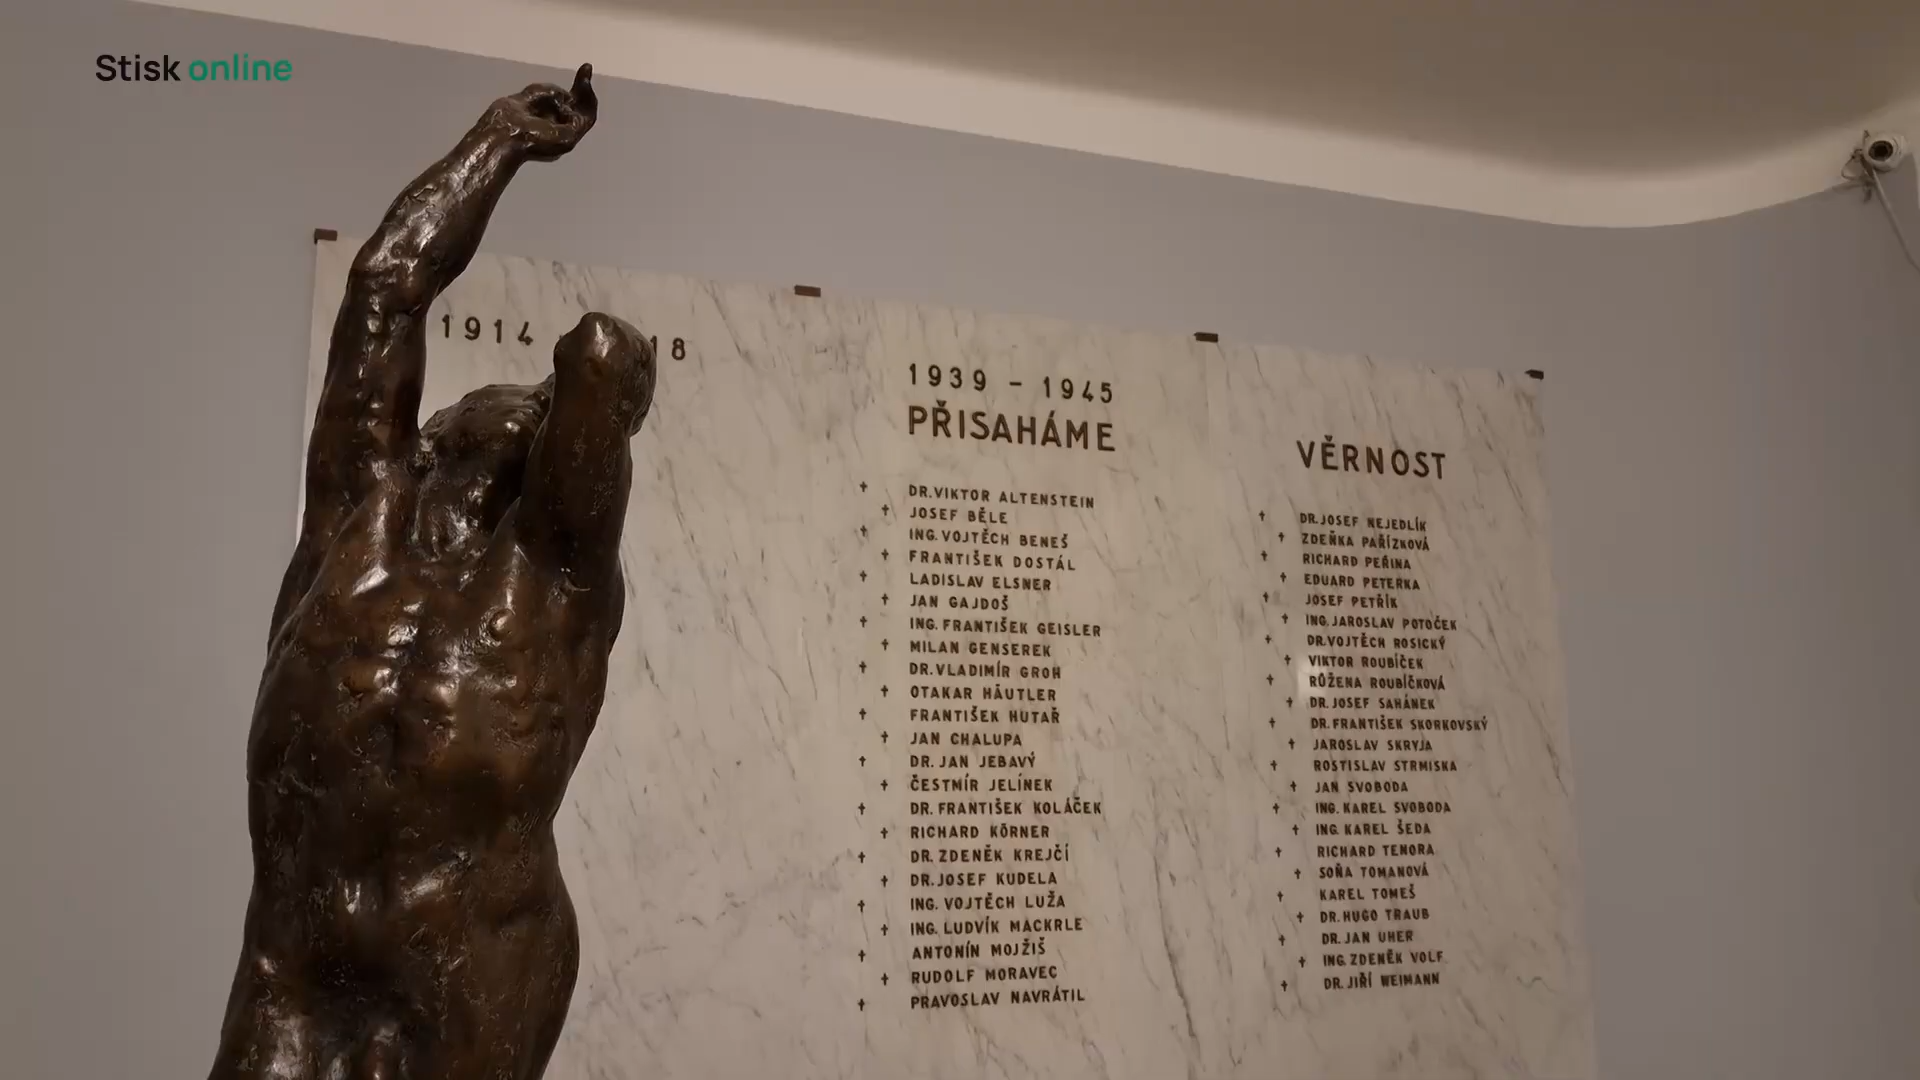 Stisk online
1914 18
1939 – 1945
PŘISAHÁME
† DR. VIKTOR ALTENSTEIN
† JOSEF BĚLE
† ING. VOJTĚCH BENEŠ
† FRANTIŠEK DOSTÁL
† LADISLAV ELSNER
† JAN GAJDOŠ
† ING. FRANTIŠEK GEISLER
† MILAN GENSEREK
† DR. VLADIMÍR GROH
† OTAKAR HÄUTLER
† FRANTIŠEK HUTAŘ
† JAN CHALUPA
† DR. JAN JEBAVÝ
† ČESTMÍR JELÍNEK
† DR. FRANTIŠEK KOLÁČEK
† RICHARD KÖRNER
† DR. ZDENĚK KREJČÍ
† DR. JOSEF KUDELA
† ING. VOJTĚCH LUŽA
† ING. LUDVÍK MACKRLE
† ANTONÍN MOJŽIŠ
† RUDOLF MORAVEC
† PRAVOSLAV NAVRÁTIL
VĚRNOST
† DR. JOSEF NEJEDLÍK
† ZDEŇKA PAŘÍZKOVÁ
† RICHARD PEŘINA
† EDUARD PETERKA
† JOSEF PETŘÍK
† ING. JAROSLAV POTOČEK
† DR. VOJTĚCH ROSICKÝ
† VIKTOR ROUBÍČEK
† RŮŽENA ROUBÍČKOVÁ
† DR. JOSEF SAHÁNEK
† DR. FRANTIŠEK SKORKOVSKÝ
† JAROSLAV SKRYJA
† ROSTISLAV STRMISKA
† JAN SVOBODA
† ING. KAREL SVOBODA
† ING. KAREL ŠEDA
† RICHARD TENORA
† SOŇA TOMANOVÁ
† KAREL TOMEŠ
† DR. HUGO TRAUB
† DR. JAN UHER
† ING. ZDENĚK VOLF
† DR. JIŘÍ WEIMANN